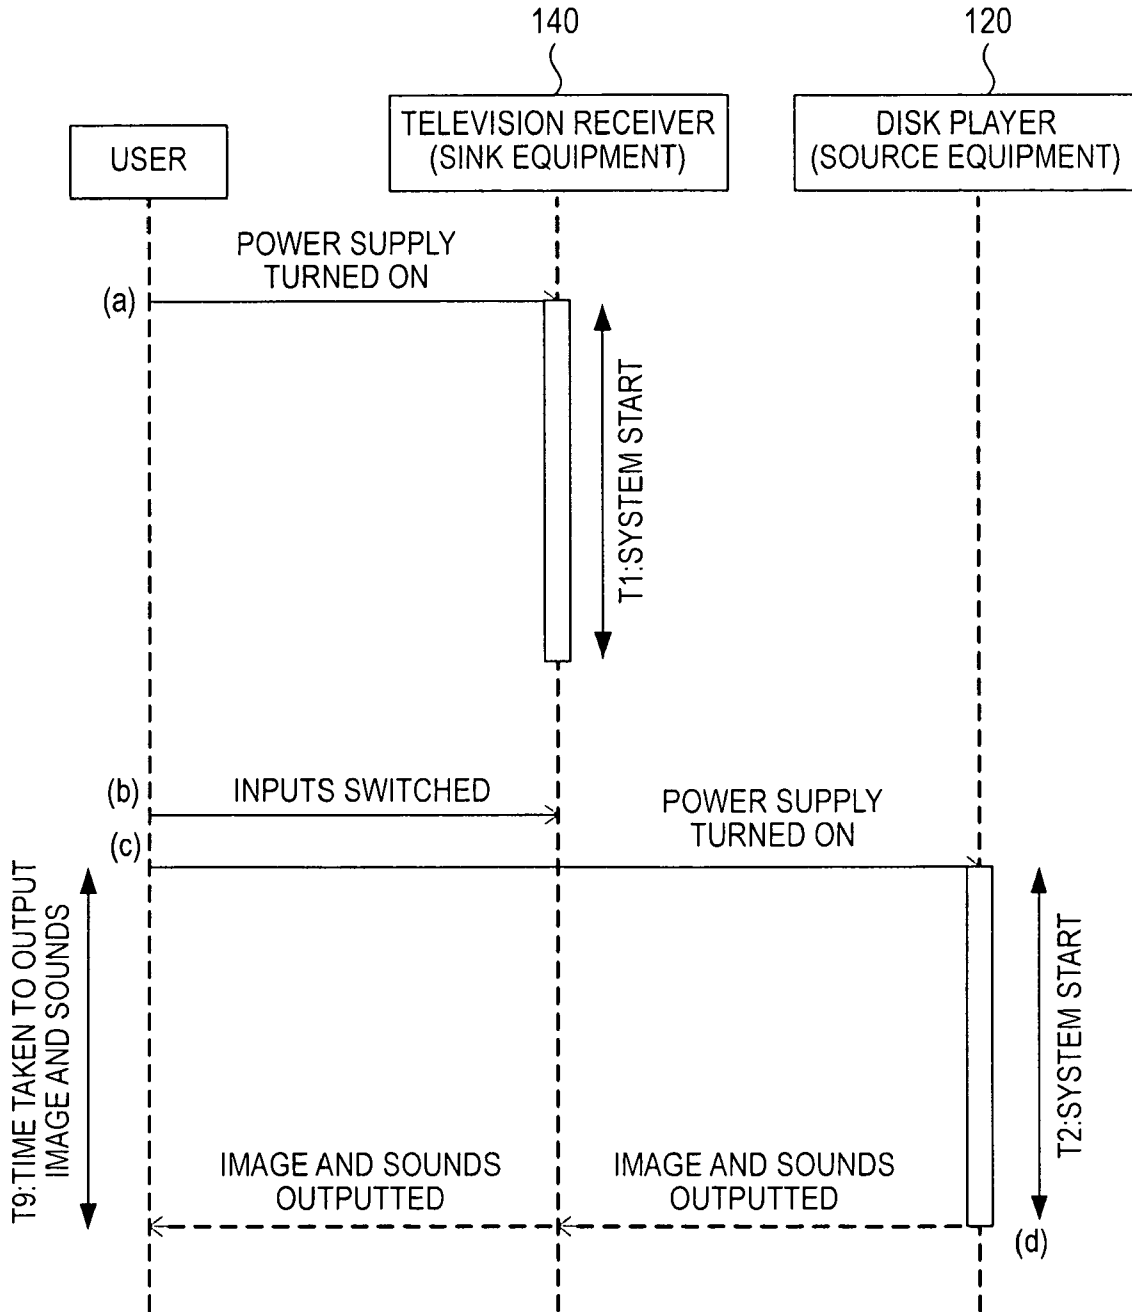 140
120
USER
TELEVISION RECEIVER
(SINK EQUIPMENT)
DISK PLAYER
(SOURCE EQUIPMENT)
POWER SUPPLY
TURNED ON
(a)
T1:SYSTEM START
(b)
INPUTS SWITCHED
POWER SUPPLY
TURNED ON
(c)
T9:TIME TAKEN TO OUTPUT
IMAGE AND SOUNDS
T2:SYSTEM START
IMAGE AND SOUNDS
OUTPUTTED
IMAGE AND SOUNDS
OUTPUTTED
(d)